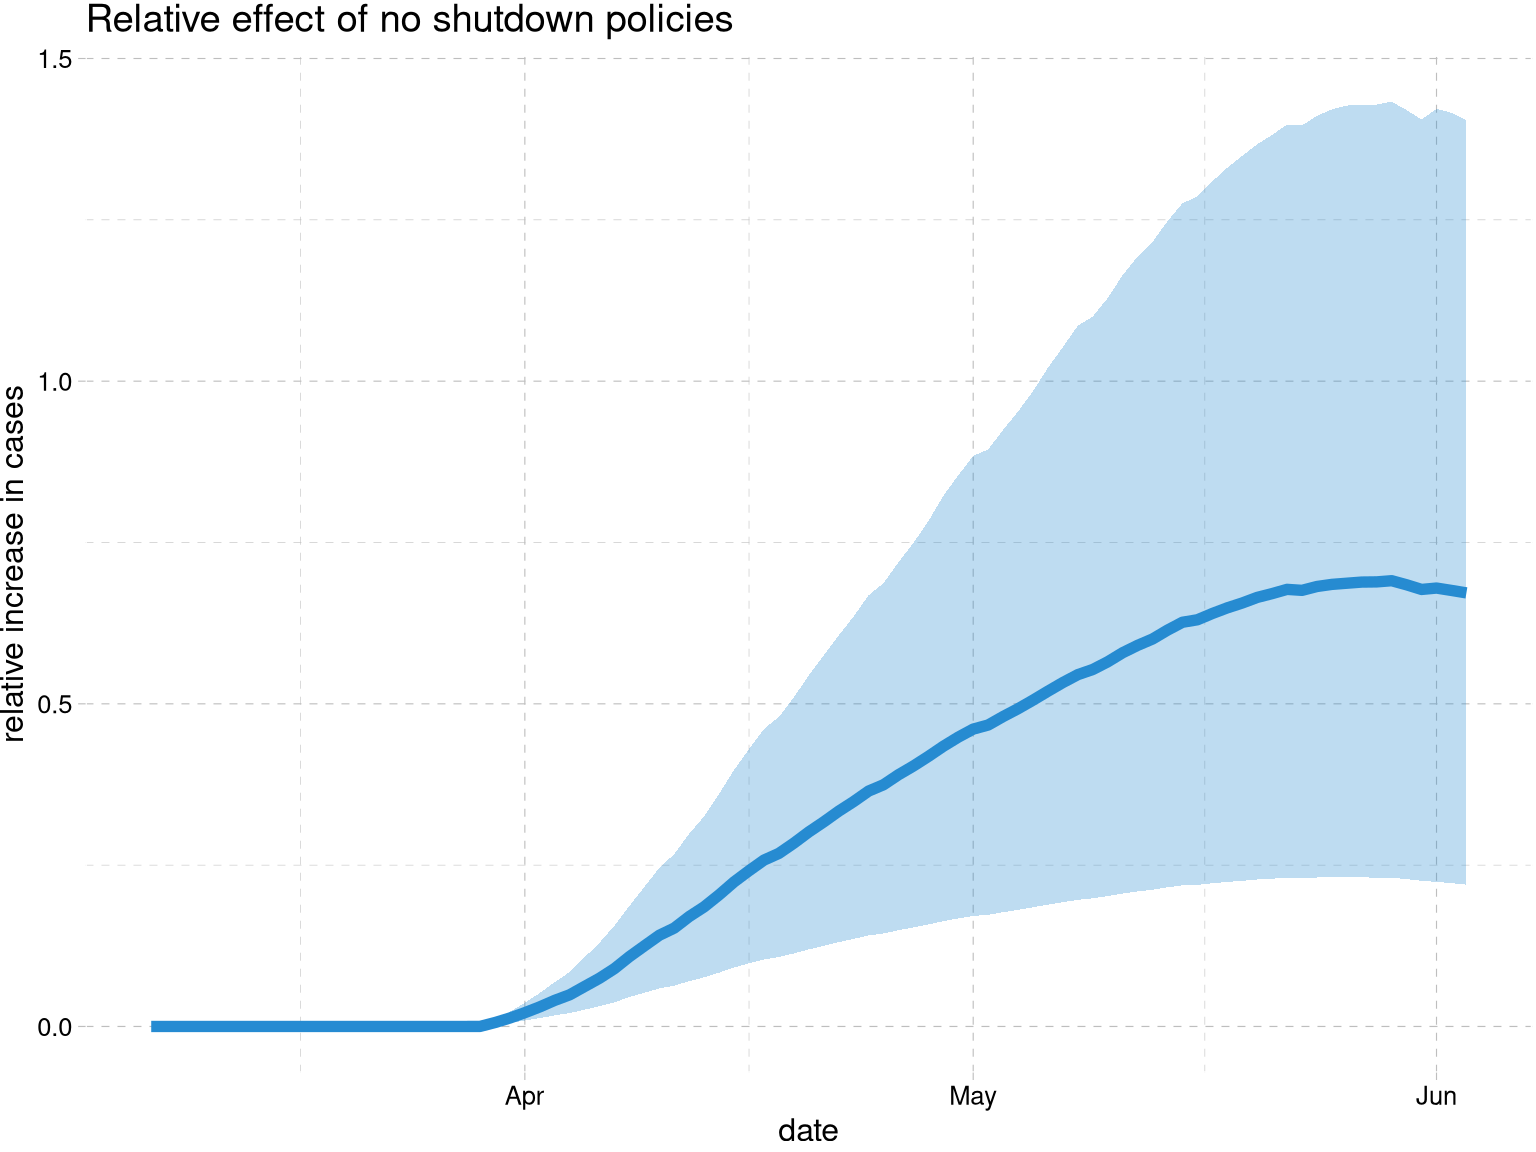 Relative effect of no shutdown policies
relative increase in cases
1.5
1.0
0.5
0.0
Apr
May
Jun
date